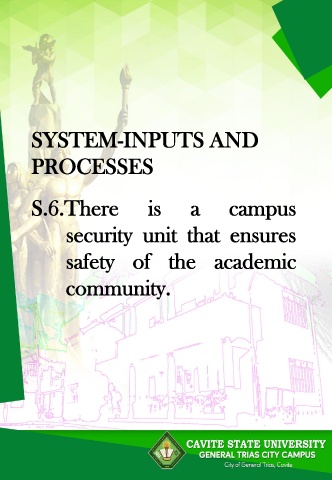 SYSTEM-INPUTS AND
PROCESSES
S.6.There is a campus
security unit that ensures
safety of the academic
community.
CAVITE STATE UNIVERSITY
GENERAL TRIAS CITY CAMPUS
City of General Trias, Cavite